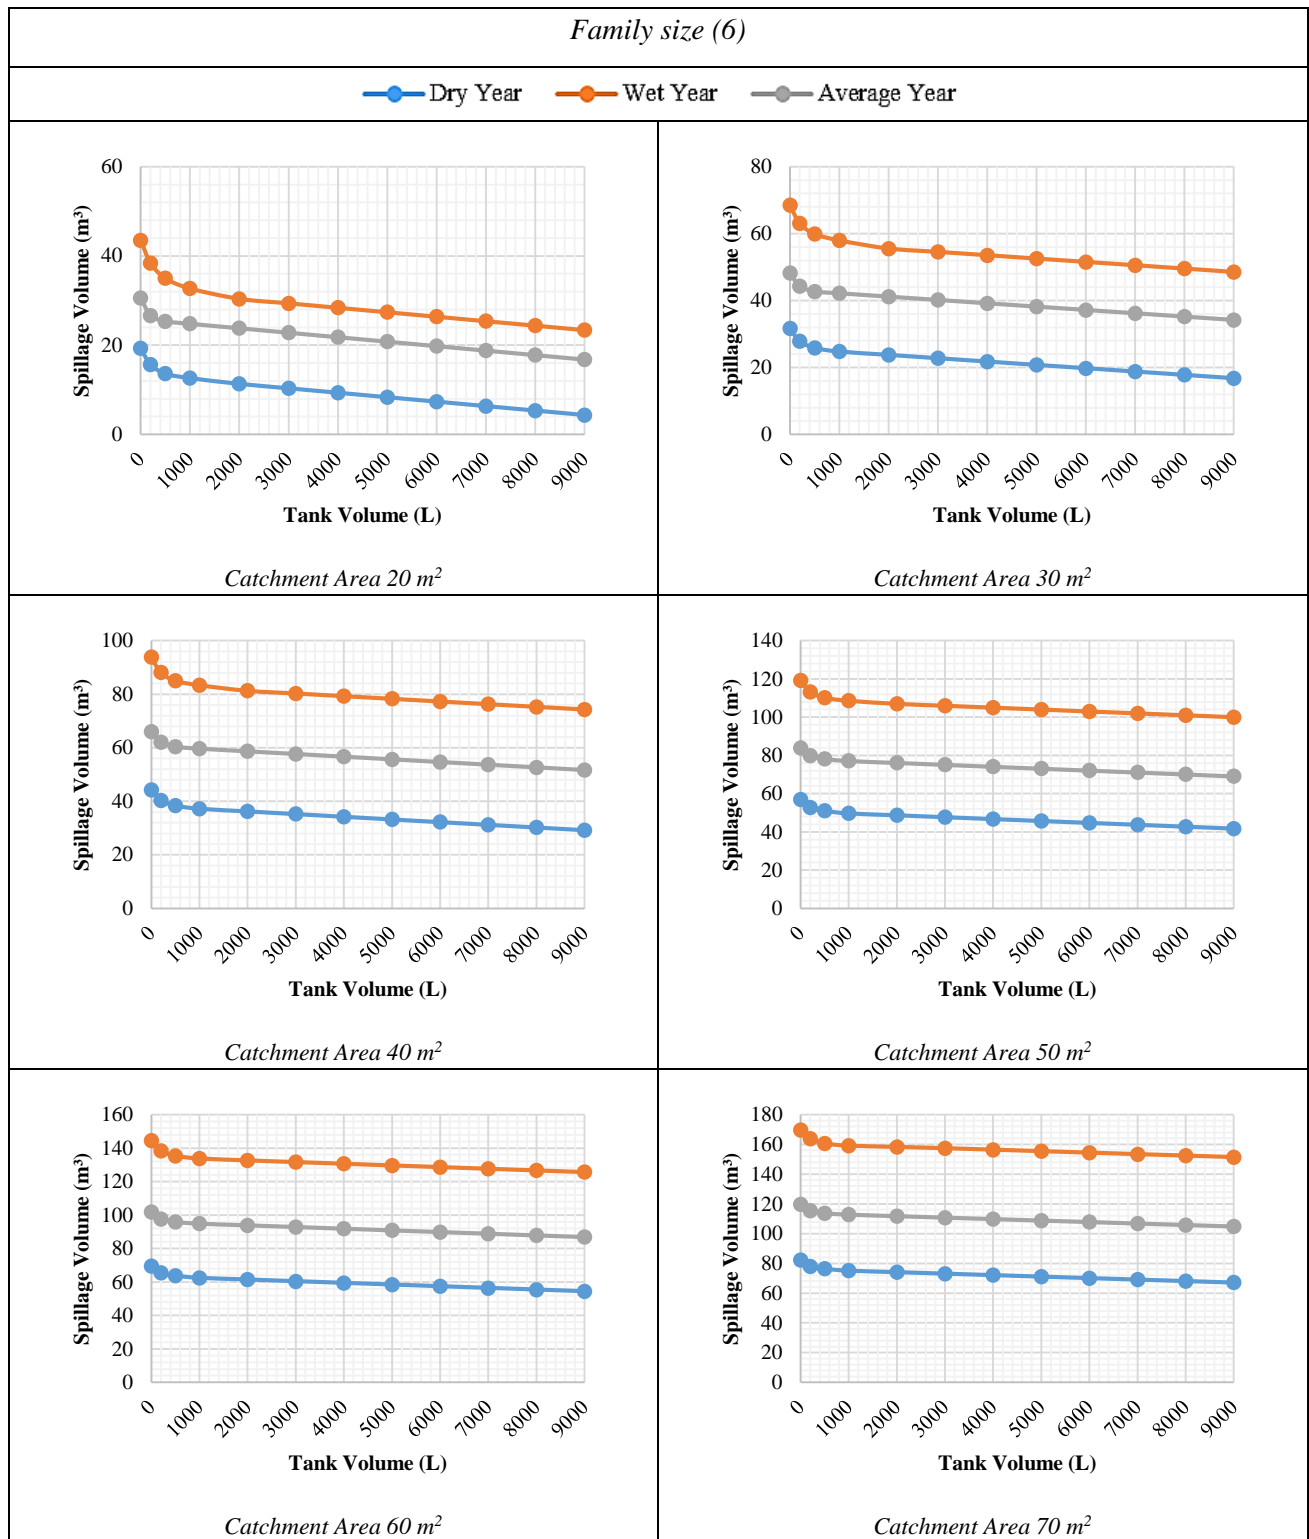 Family size (6)
Dry Year Wet Year Average Year
60
40
20
0
Spillage Volume (m³)
0 1000 2000 3000 4000 5000 6000 7000 8000 9000
Tank Volume (L)
Catchment Area 20 m²
80
60
40
20
0
Spillage Volume (m³)
0 1000 2000 3000 4000 5000 6000 7000 8000 9000
Tank Volume (L)
Catchment Area 30 m²
100
80
60
40
20
0
Spillage Volume (m³)
0 1000 2000 3000 4000 5000 6000 7000 8000 9000
Tank Volume (L)
Catchment Area 40 m²
140
120
100
80
60
40
20
0
Spillage Volume (m³)
0 1000 2000 3000 4000 5000 6000 7000 8000 9000
Tank Volume (L)
Catchment Area 50 m²
160
140
120
100
80
60
40
20
0
Spillage Volume (m³)
0 1000 2000 3000 4000 5000 6000 7000 8000 9000
Tank Volume (L)
Catchment Area 60 m²
180
160
140
120
100
80
60
40
20
0
Spillage Volume (m³)
0 1000 2000 3000 4000 5000 6000 7000 8000 9000
Tank Volume (L)
Catchment Area 70 m²